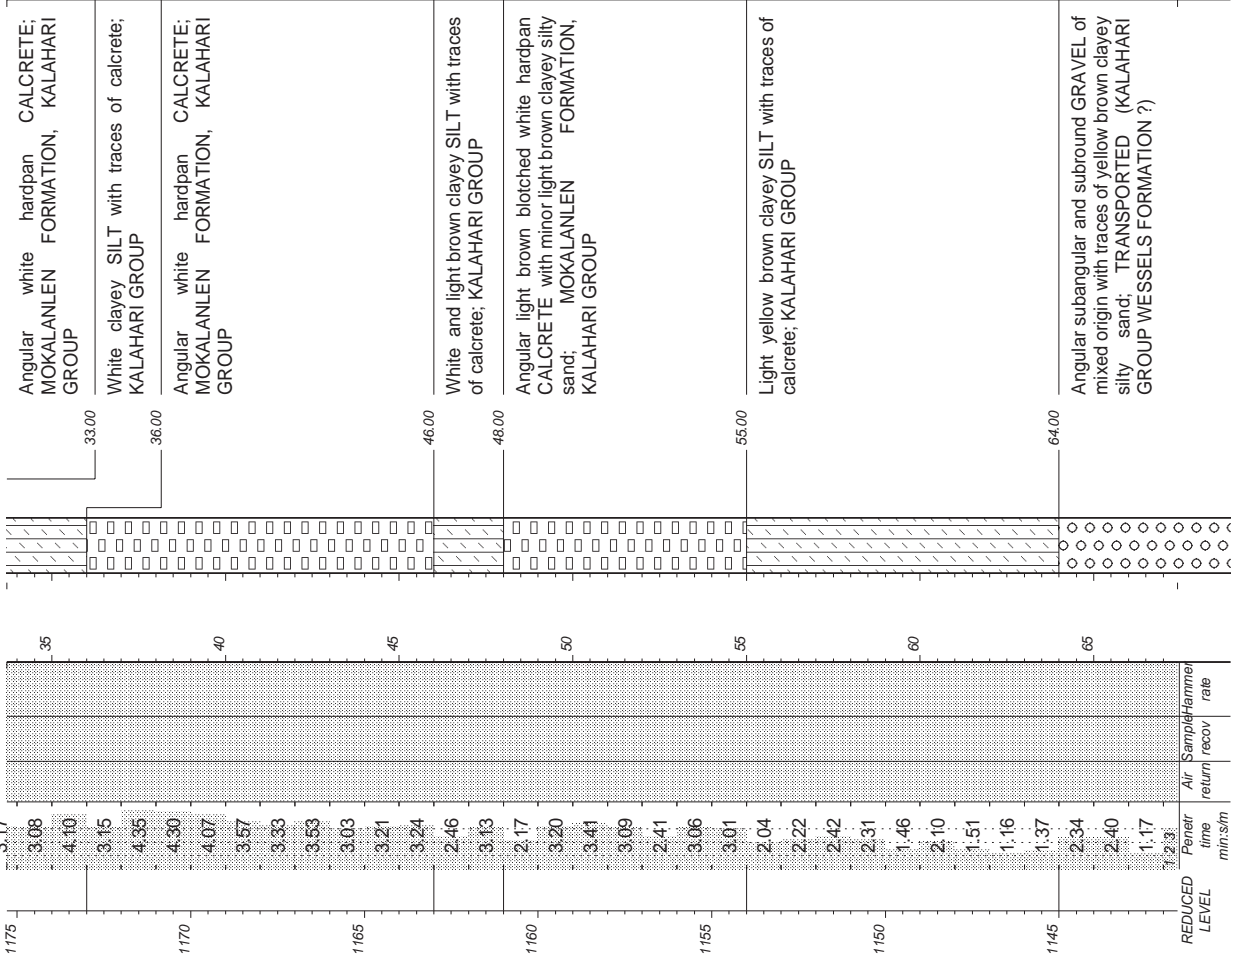 Angular white hardpan CALCRETE;
MOKALANLEN FORMATION, KALAHARI
GROUP
33.00
White clayey SILT with traces of calcrete;
KALAHARI GROUP
36.00
Angular white hardpan CALCRETE;
MOKALANLEN FORMATION, KALAHARI
GROUP
46.00
White and light brown clayey SILT with traces
of calcrete; KALAHARI GROUP
48.00
Angular light brown blotched white hardpan
CALCRETE with minor light brown clayey silty
sand; MOKALANLEN FORMATION,
KALAHARI GROUP
55.00
Light yellow brown clayey SILT with traces of
calcrete; KALAHARI GROUP
64.00
Angular subangular and subround GRAVEL of
mixed origin with traces of yellow brown clayey
silty sand; TRANSPORTED (KALAHARI
GROUP WESSELS FORMATION ?)
35
40
45
50
55
60
65
Hammer
rate
Sample
recov
Air
return
Penetr
time
min:s/m
REDUCED
LEVEL
3.08
4.10
3.15
4.35
4.30
4.07
3.57
3.33
3.53
3.03
3.21
3.24
2.46
3.13
2.17
3.20
3.41
3.09
2.41
3.06
3.01
2.04
2.22
2.42
2.31
1.46
2.10
1.51
1.16
1.37
2.34
2.40
1.17
1 2 3
1175
1170
1165
1160
1155
1150
1145